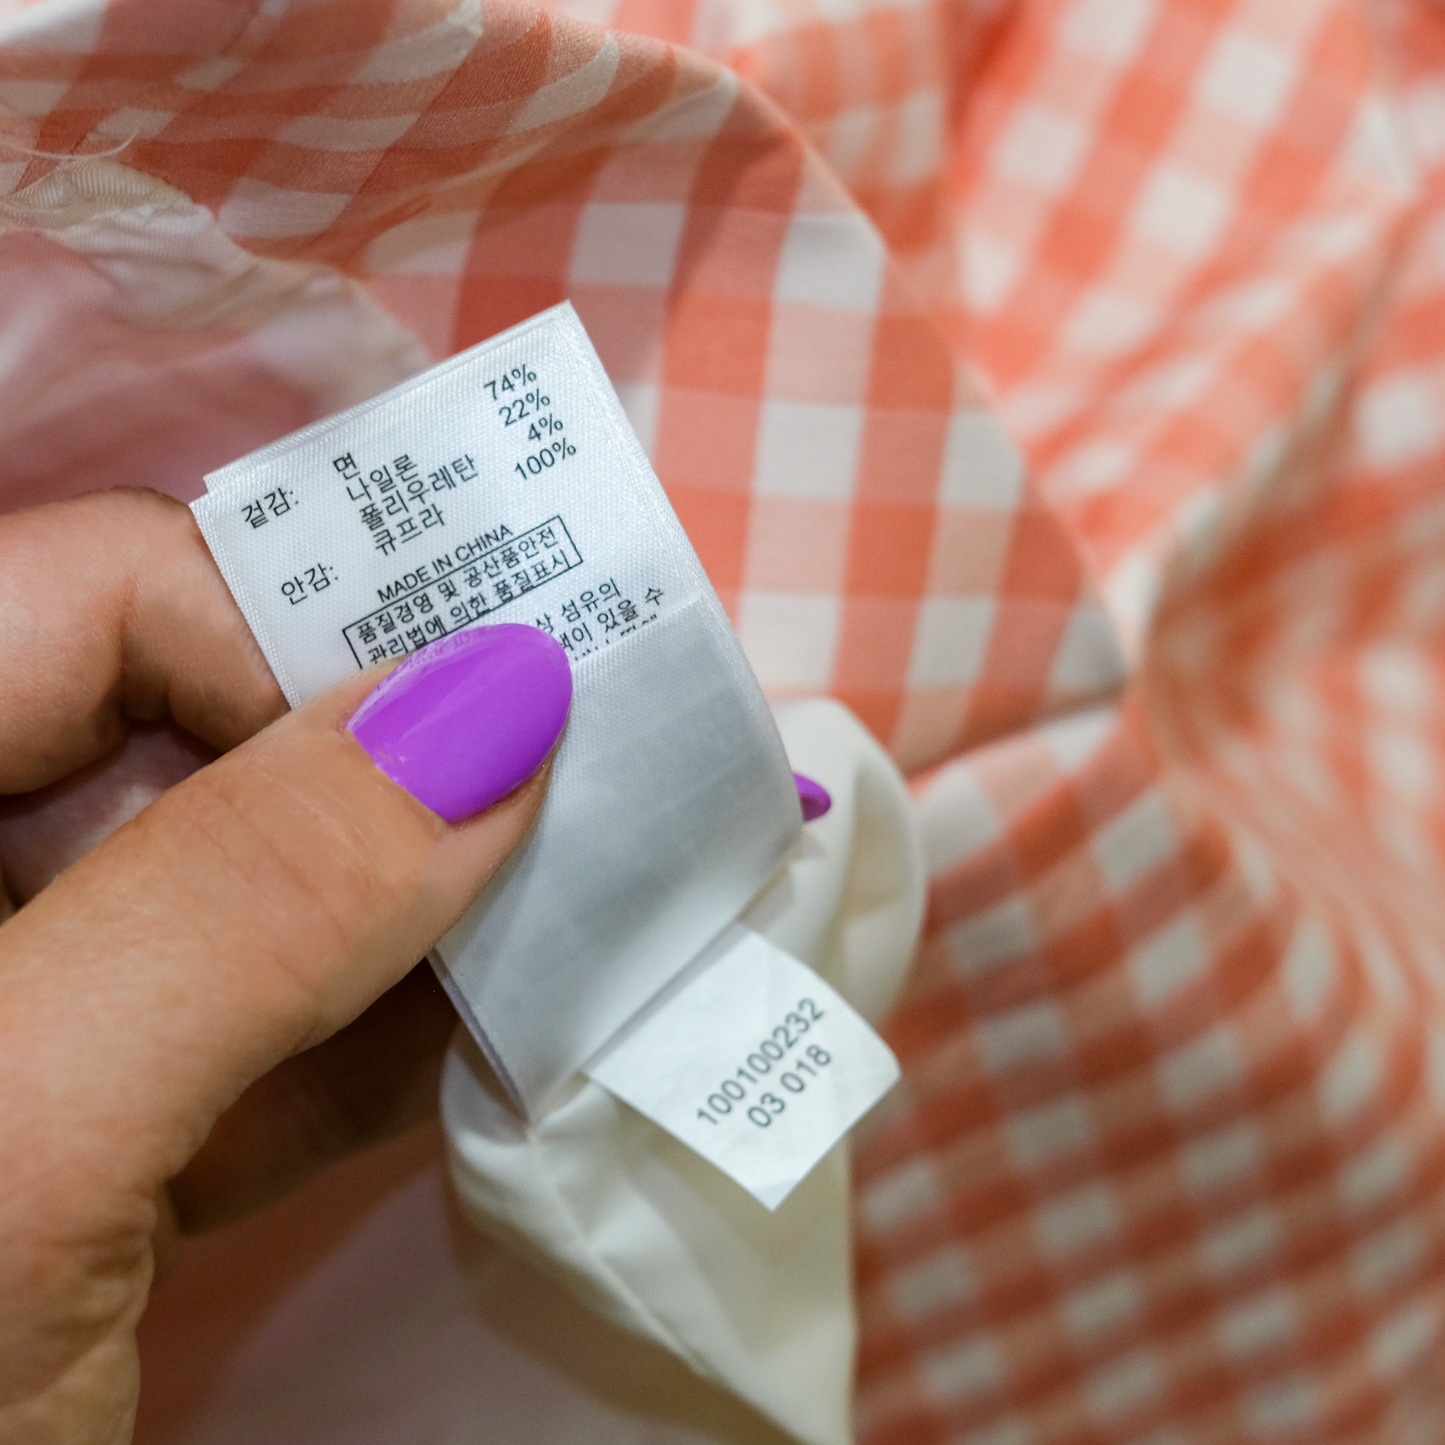 겉감: 면 74%
나일론 22%
폴리우레탄 4%
안감: 큐프라 100%
MADE IN CHINA
품질경영 및 공산품안전
관리법에 의한 품질표시
상 섬유의
이 있을 수
100100232
03 018